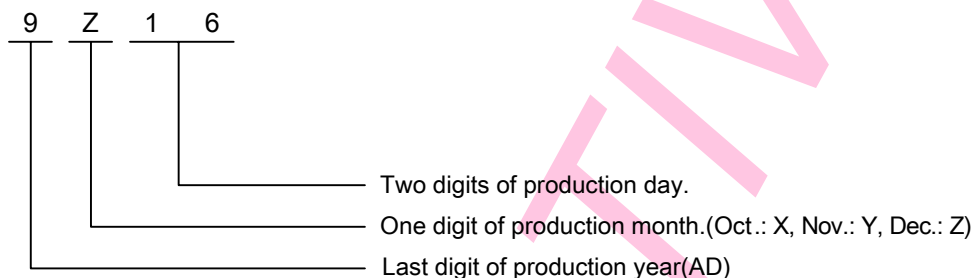 9 Z 1 6
Two digits of production day.
One digit of production month.(Oct.: X, Nov.: Y, Dec.: Z)
Last digit of production year(AD)
TIV